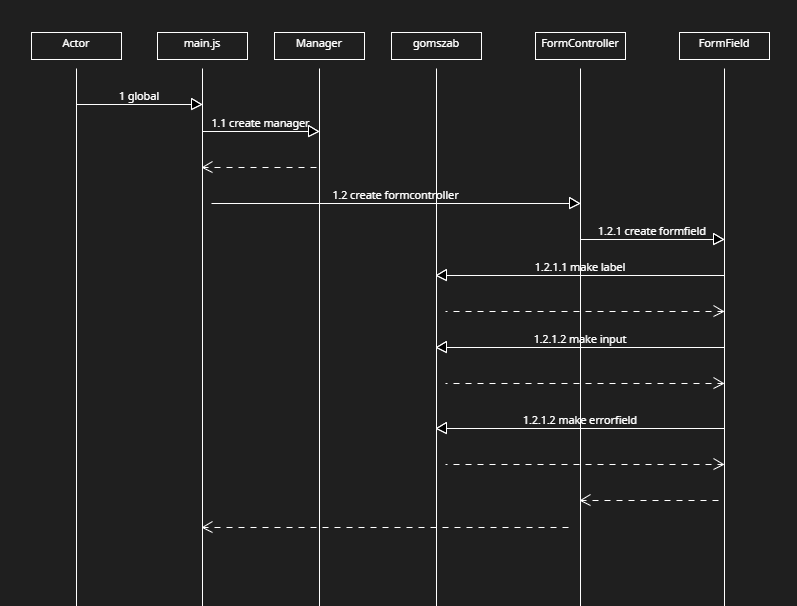 Actor
main.js
Manager
gomszab
FormController
FormField
1 global
1.1 create manager
1.2 create formcontroller
1.2.1 create formfield
1.2.1.1 make label
1.2.1.2 make input
1.2.1.2 make errorfield